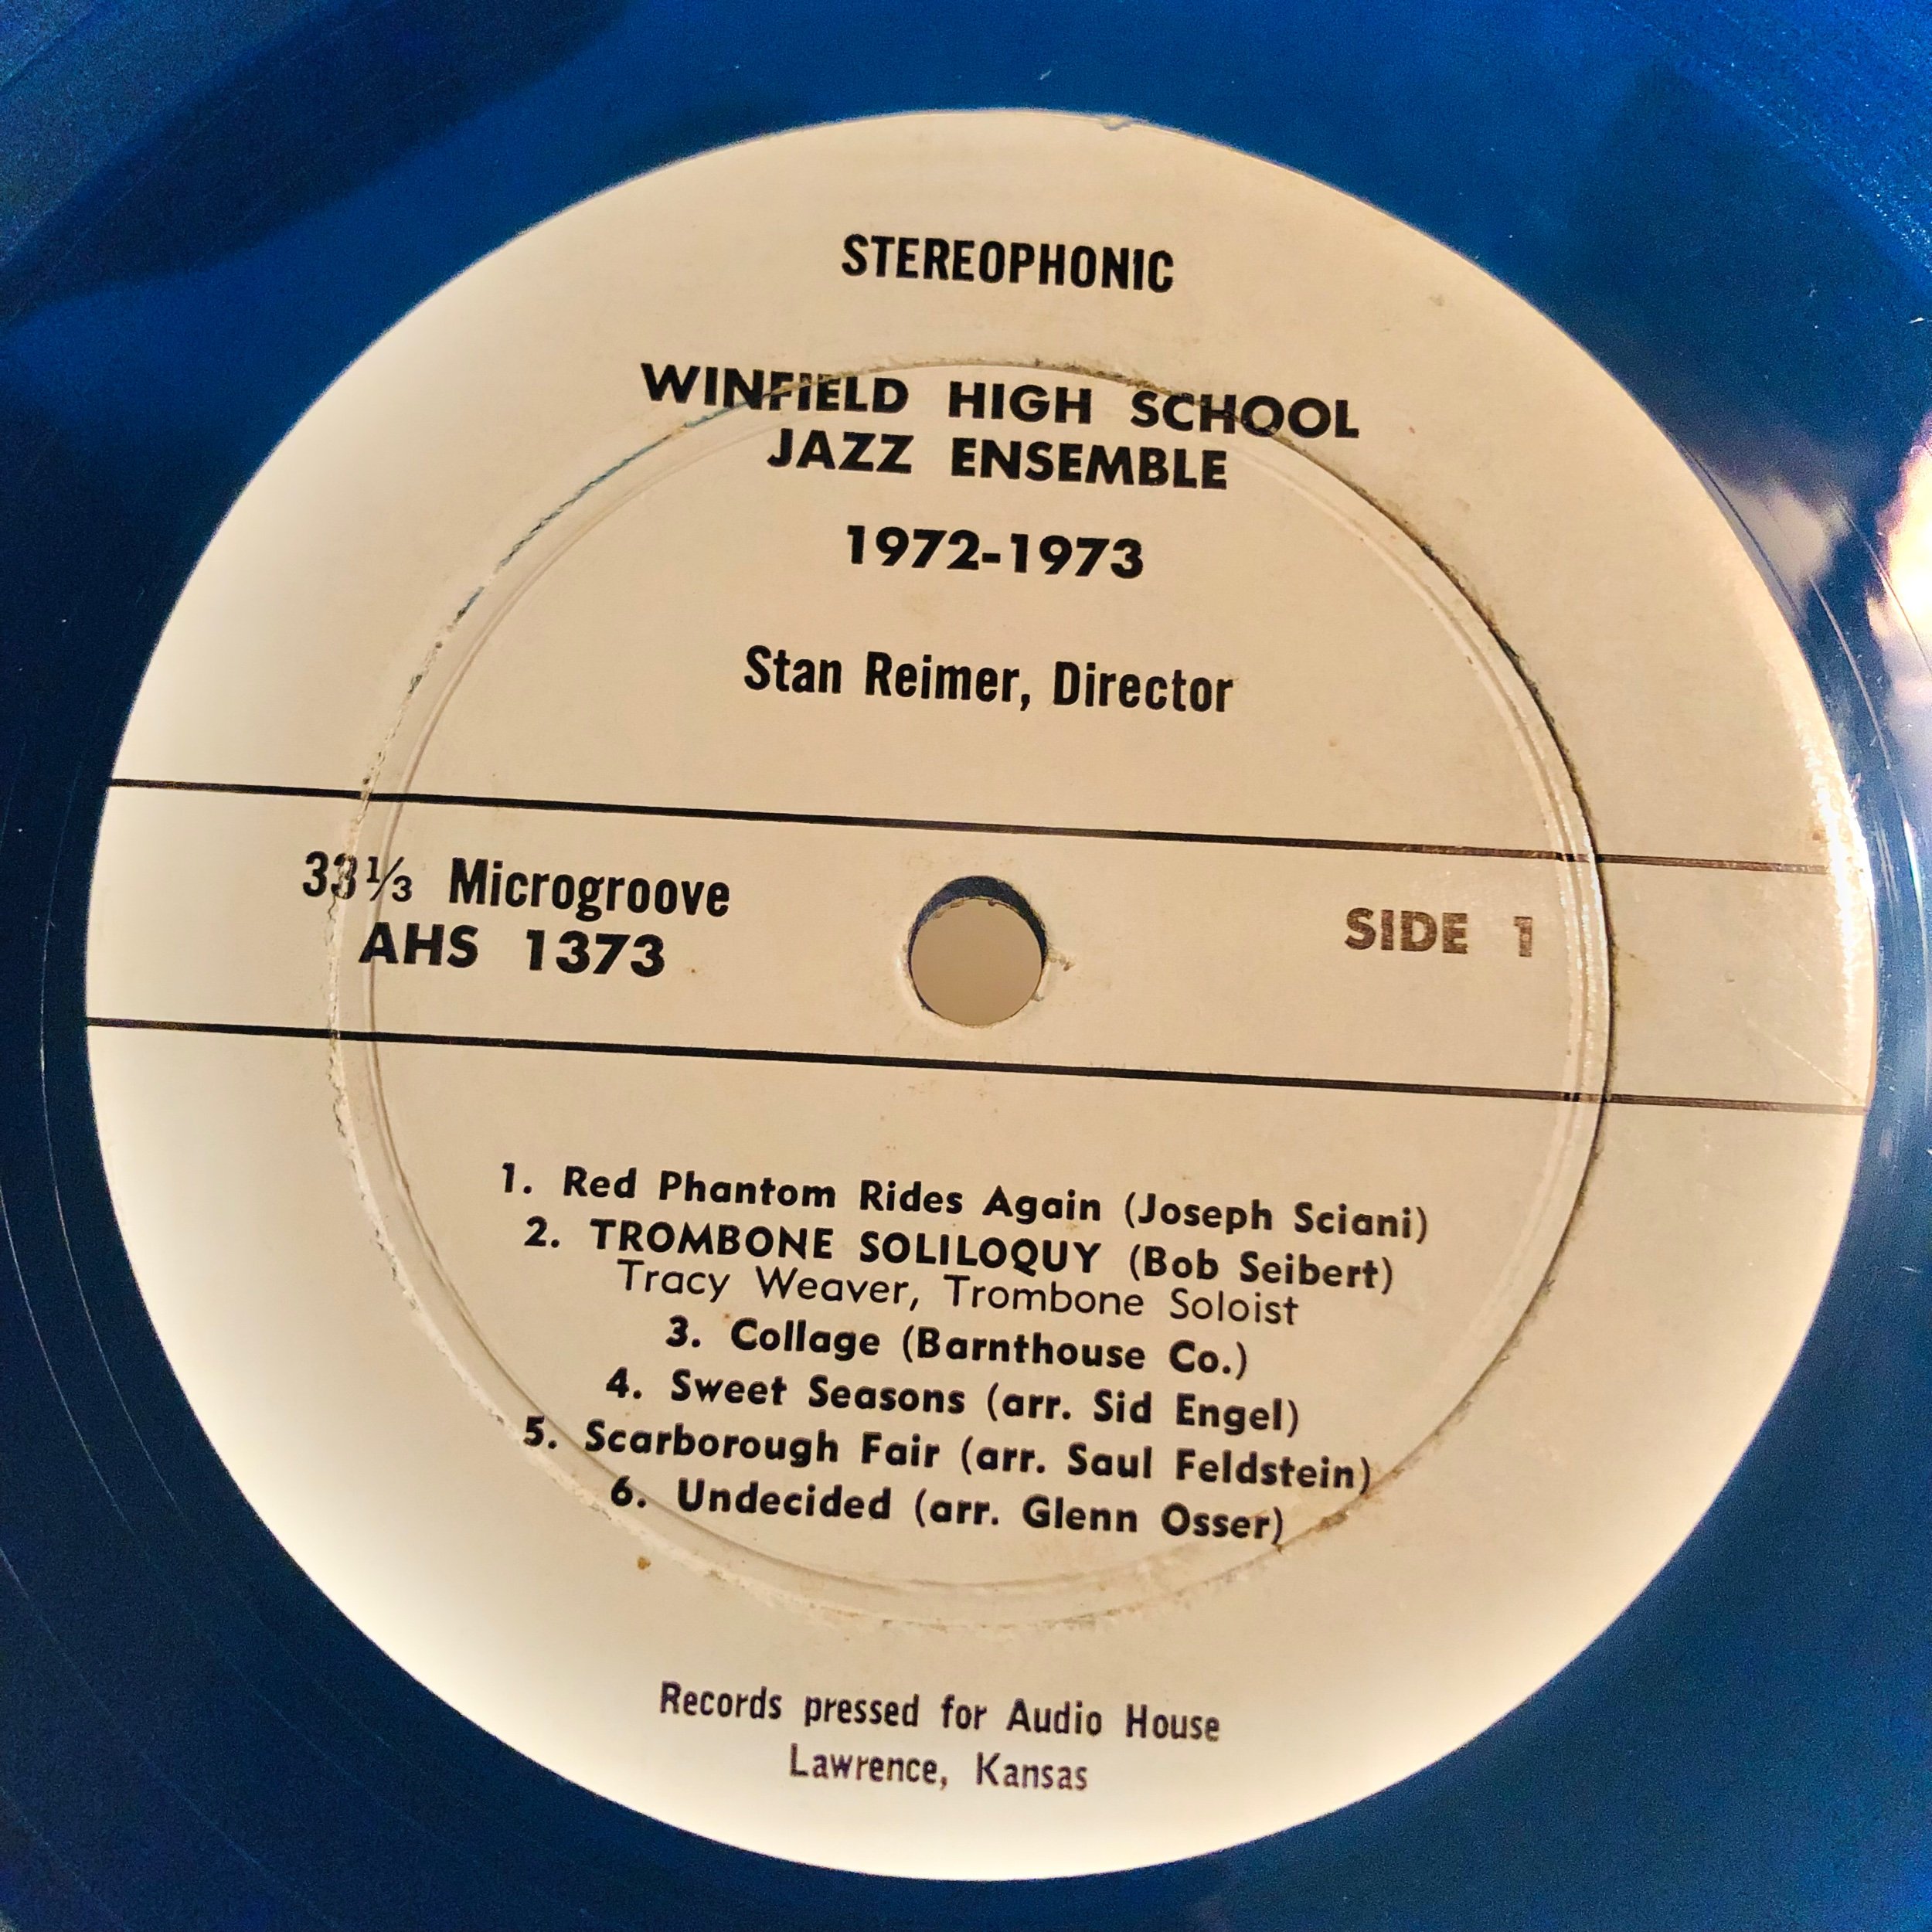 STEREOPHONIC
WINFIELD HIGH SCHOOL
JAZZ ENSEMBLE
1972-1973
Stan Reimer, Director
33⅓ Microgroove
AHS 1373
SIDE 1
1. Red Phantom Rides Again (Joseph Sciani)
2. TROMBONE SOLILOQUY (Bob Seibert)
Tracy Weaver, Trombone Soloist
3. Collage (Barnthouse Co.)
4. Sweet Seasons (arr. Sid Engel)
5. Scarborough Fair (arr. Saul Feldstein)
6. Undecided (arr. Glenn Osser)
Records pressed for Audio House
Lawrence, Kansas